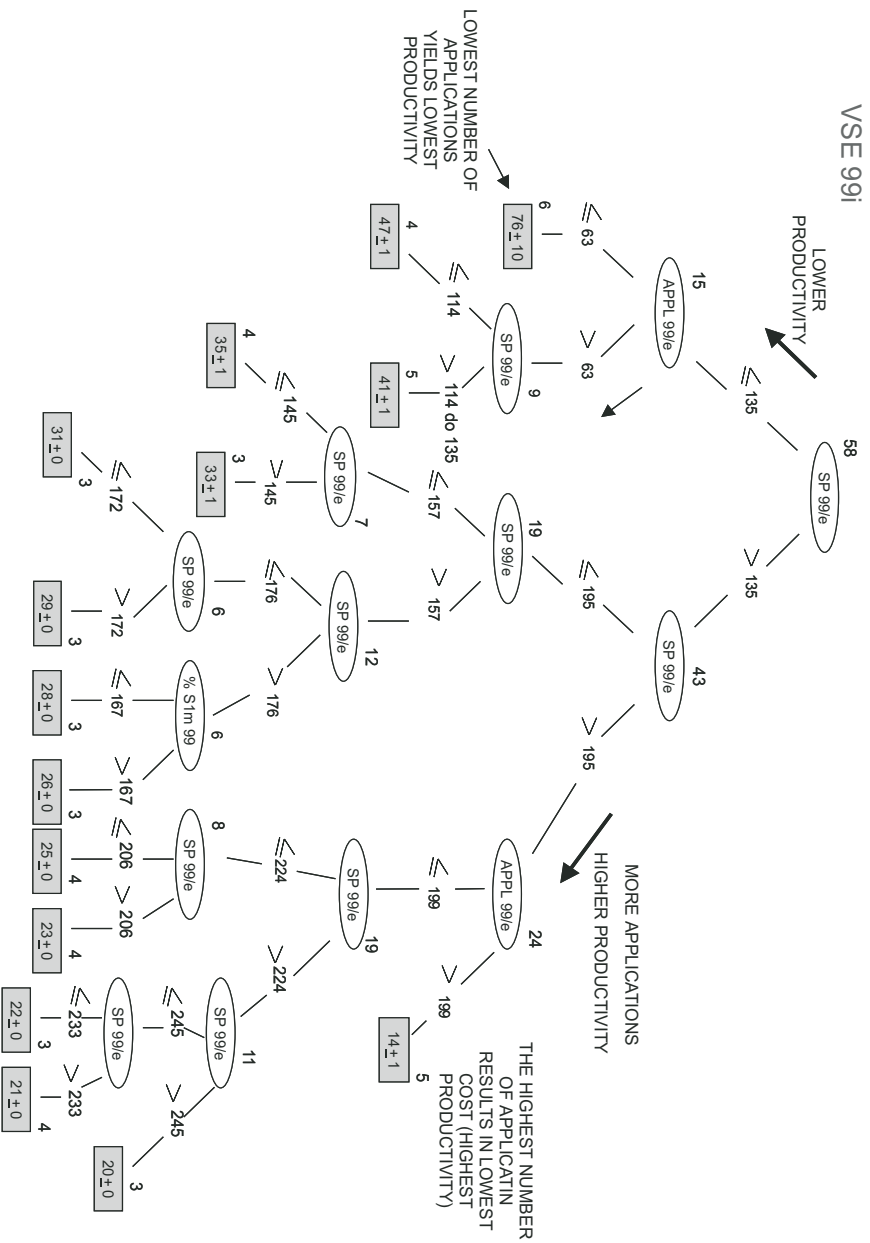 VSE 99i
LOWER
PRODUCTIVITY
58
SP 99/e
≤ 135
> 135
15
APPL 99/e
43
SP 99/e
MORE APPLICATIONS
HIGHER PRODUCTIVITY
≤ 63
> 63
≤ 195
> 195
6
76 ± 10
SP 99/e
9
19
SP 99/e
APPL 99/e
24
LOWEST NUMBER OF
APPLICATIONS
YIELDS LOWEST
PRODUCTIVITY
THE HIGHEST NUMBER
OF APPLICATIN
RESULTS IN LOWEST
COST (HIGHEST
PRODUCTIVITY)
≤ 114
> 114 do 135
≤ 157
> 157
≤ 199
> 199
4
47 ± 1
5
41 ± 1
14 ± 1
5
SP 99/e
7
SP 99/e
12
SP 99/e
19
≤ 145
> 145
≤ 176
> 176
≤ 224
> 224
4
35 ± 1
3
33 ± 1
SP 99/e
6
% S1m 99
6
8
SP 99/e
SP 99/e
11
≤ 172
> 172
≤ 167
> 167
≤ 206
> 206
≤ 245
> 245
31 ± 0
3
29 ± 0
3
28 ± 0
3
26 ± 0
3
25 ± 0
4
23 ± 0
4
SP 99/e
20 ± 0
3
≤ 233
> 233
22 ± 0
3
21 ± 0
4